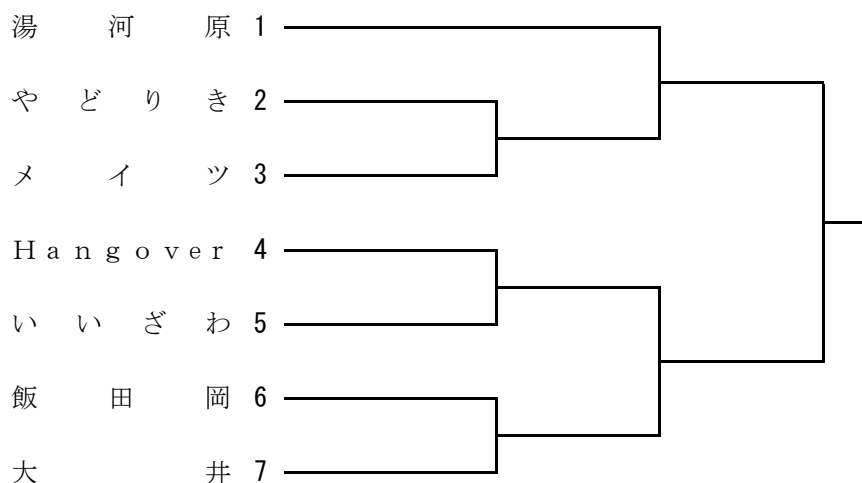 湯河原 1
やどりき 2
メイツ 3
Hangover 4
いいざわ 5
飯田岡 6
大井 7